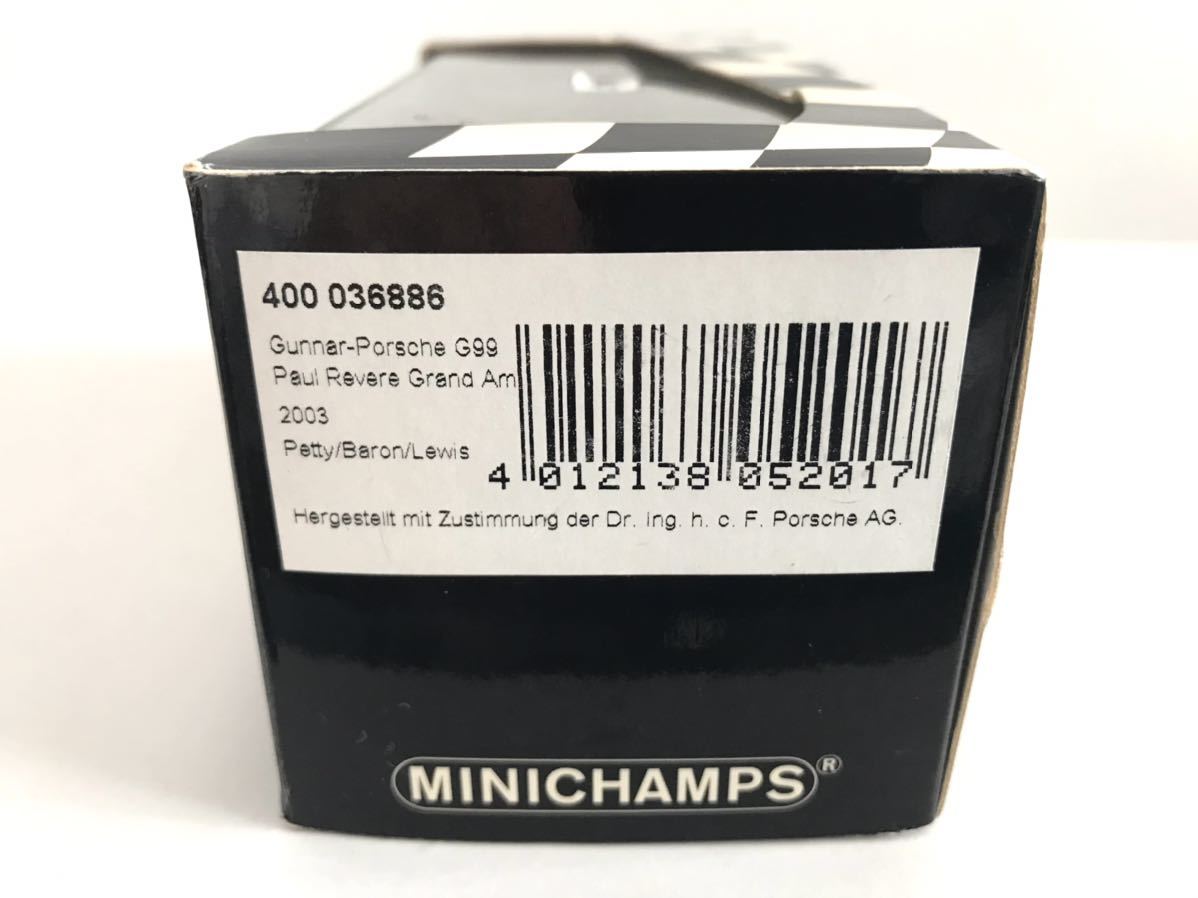 400 036886
Gunnar-Porsche G99
Paul Revere Grand Am
2003
Petty/Baron/Lewis
4 012138 052017
Hergestellt mit Zustimmung der Dr. Ing. h. c. F. Porsche AG.
MINICHAMPS®